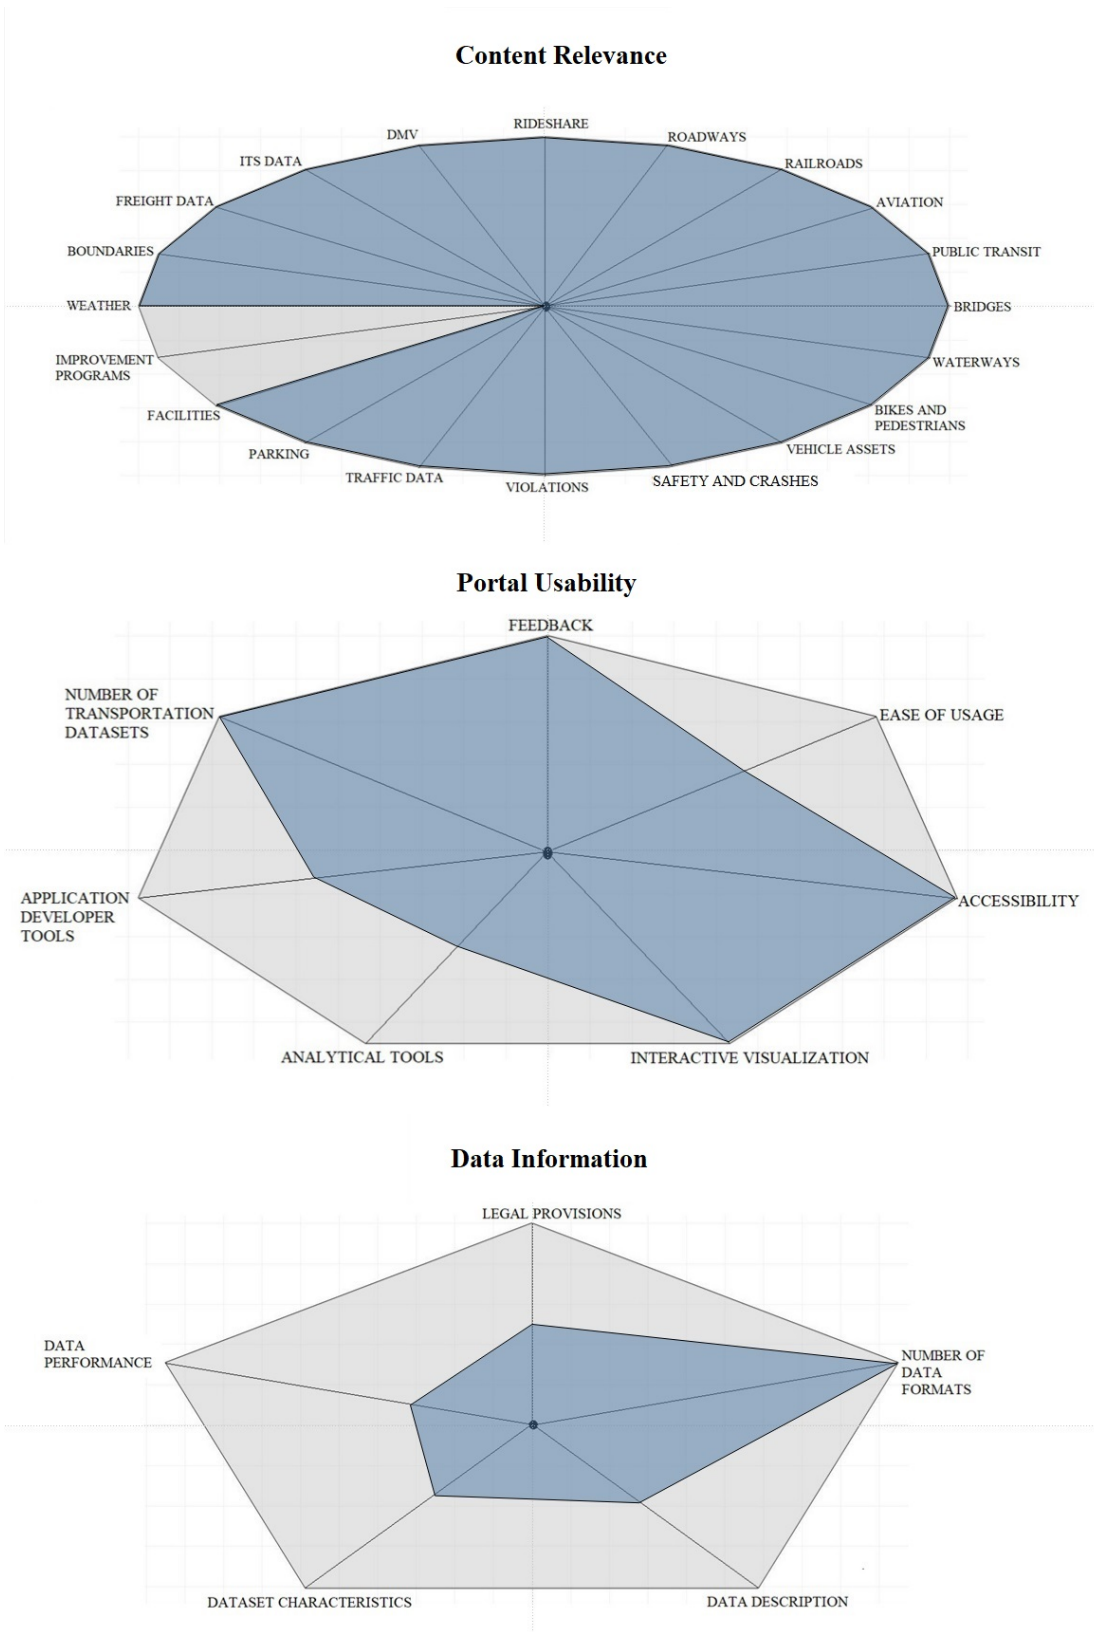 Content Relevance
RIDESHARE
DMV
ROADWAYS
ITS DATA
RAILROADS
FREIGHT DATA
AVIATION
BOUNDARIES
PUBLIC TRANSIT
WEATHER
BRIDGES
IMPROVEMENT
PROGRAMS
WATERWAYS
FACILITIES
BIKES AND
PEDESTRIANS
PARKING
VEHICLE ASSETS
TRAFFIC DATA
VIOLATIONS
SAFETY AND CRASHES
Portal Usability
FEEDBACK
NUMBER OF
TRANSPORTATION
DATASETS
EASE OF USAGE
APPLICATION
DEVELOPER
TOOLS
ACCESSIBILITY
ANALYTICAL TOOLS
INTERACTIVE VISUALIZATION
Data Information
LEGAL PROVISIONS
DATA
PERFORMANCE
NUMBER OF
DATA
FORMATS
DATASET CHARACTERISTICS
DATA DESCRIPTION